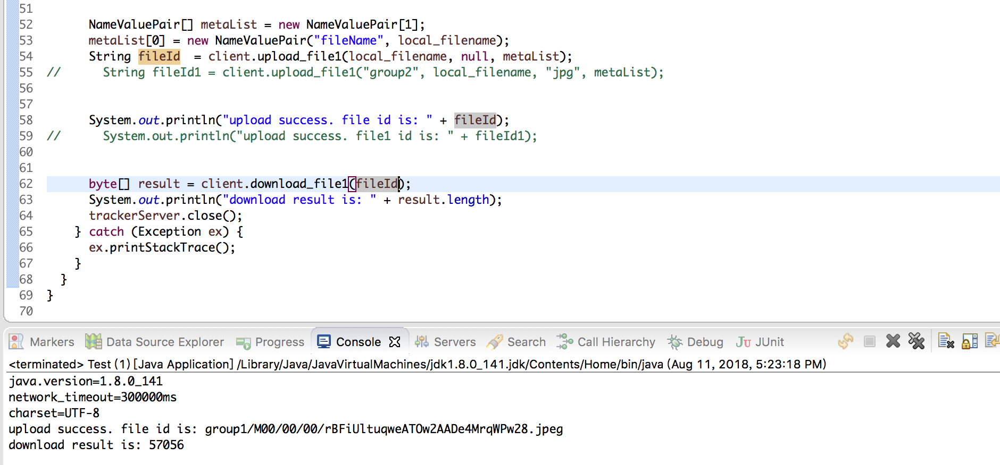 51
52 NameValuePair[] metaList = new NameValuePair[1];
53 metaList[0] = new NameValuePair("fileName", local_filename);
54 String fileId = client.upload_file1(local_filename, null, metaList);
55 // String fileId1 = client.upload_file1("group2", local_filename, "jpg", metaList);
56
57
58 System.out.println("upload success. file id is: " + fileId);
59 // System.out.println("upload success. file1 id is: " + fileId1);
60
61
62 byte[] result = client.download_file1(fileId);
63 System.out.println("download result is: " + result.length);
64 trackerServer.close();
65 } catch (Exception ex) {
66 ex.printStackTrace();
67 }
68 }
69 }
70
Markers Data Source Explorer Progress Console Servers Search Call Hierarchy Debug JUnit
<terminated> Test (1) [Java Application] /Library/Java/JavaVirtualMachines/jdk1.8.0_141.jdk/Contents/Home/bin/java (Aug 11, 2018, 5:23:18 PM)
java.version=1.8.0_141
network_timeout=300000ms
charset=UTF-8
upload success. file id is: group1/M00/00/00/rBFiUltuqweATOw2AADe4MrqWPw28.jpeg
download result is: 57056